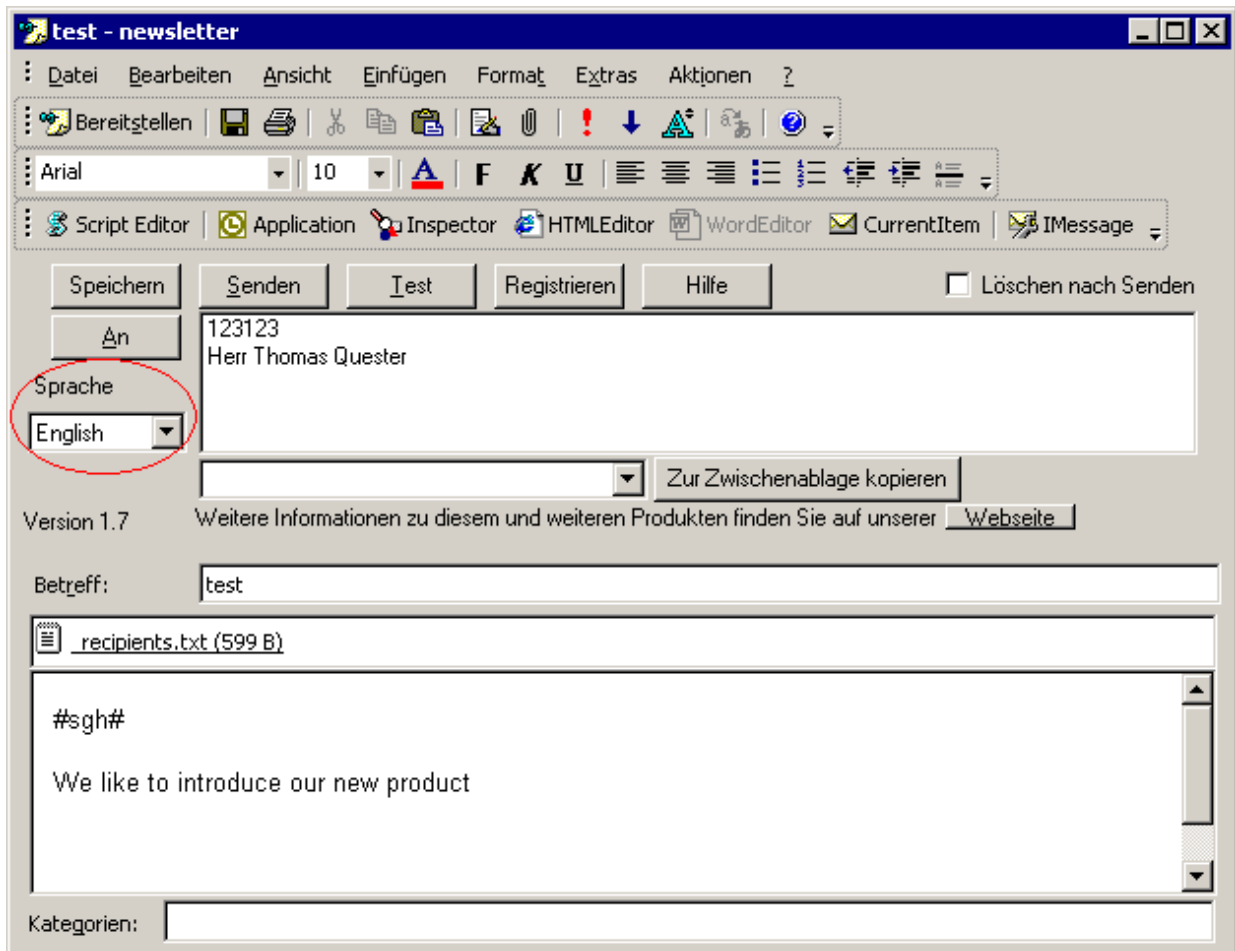 test - newsletter
Datei Bearbeiten Ansicht Einfügen Format Extras Aktionen ?
Bereitstellen
Arial 10 A F K U
Script Editor Application Inspector HTMLEditor WordEditor CurrentItem IMessage
Speichern Senden Test Registrieren Hilfe Löschen nach Senden
An
123123
Herr Thomas Quester
Sprache
English
Zur Zwischenablage kopieren
Version 1.7 Weitere Informationen zu diesem und weiteren Produkten finden Sie auf unserer Webseite
Betreff: test
_recipients.txt (599 B)
#sgh#
We like to introduce our new product
Kategorien: